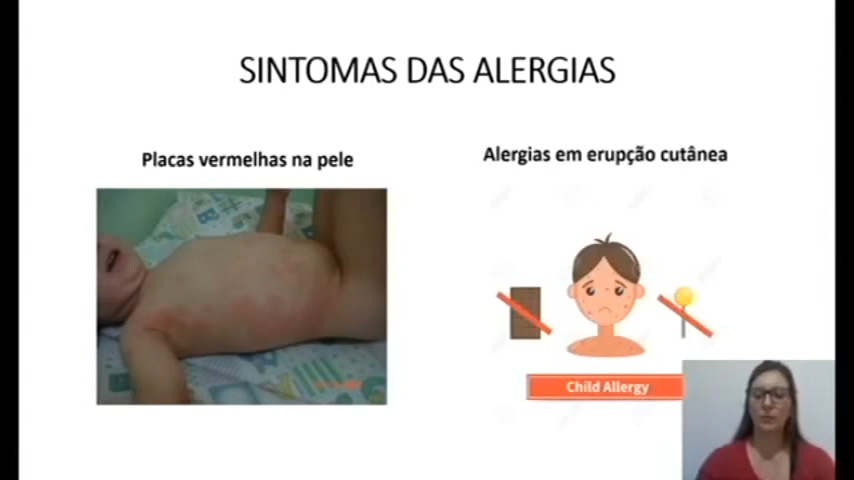 SINTOMAS DAS ALERGIAS
Placas vermelhas na pele
Alergias em erupção cutânea
Child Allergy